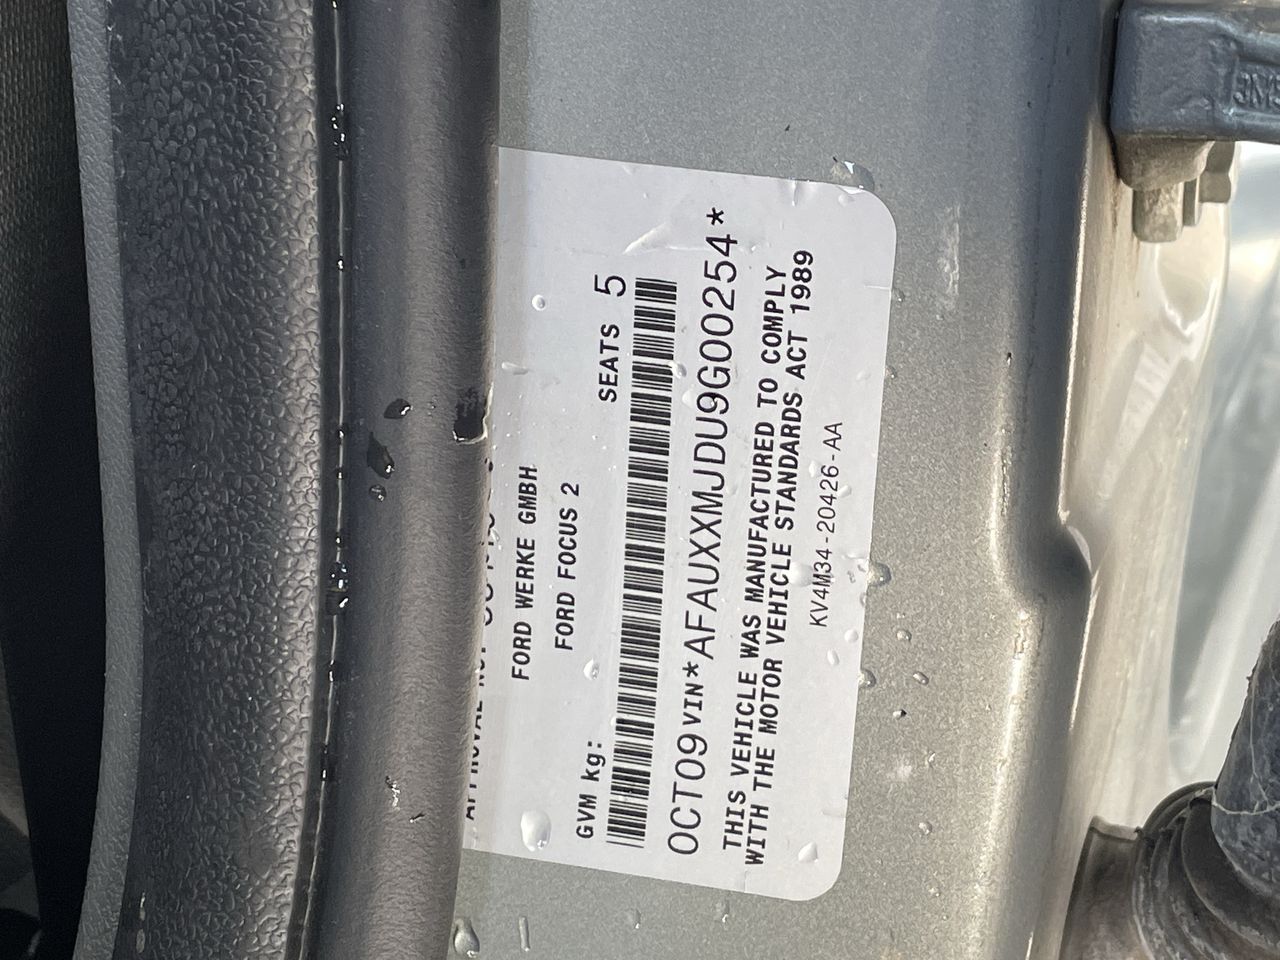 FORD WERKE GMBH
FORD FOCUS 2
GVM kg: SEATS 5
OCT09 VIN*AFAUXXMJDU9G00254*
THIS VEHICLE WAS MANUFACTURED TO COMPLY
WITH THE MOTOR VEHICLE STANDARDS ACT 1989
KV4M34-20426-AA